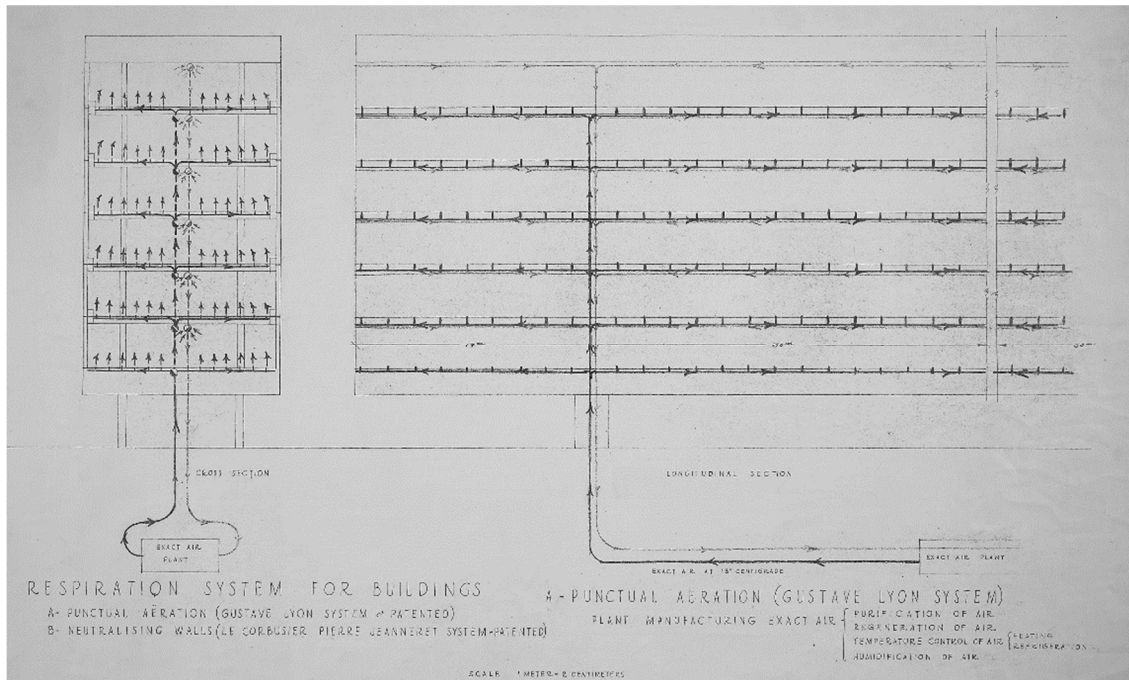 CROSS SECTION
LONGITUDINAL SECTION
EXACT AIR
PLANT
EXACT AIR PLANT
EXACT AIR AT 18° CENTIGRADE
RESPIRATION SYSTEM FOR BUILDINGS
A- PUNCTUAL AËRATION (GUSTAVE LYON SYSTEM - PATENTED)
B- NEUTRALISING WALLS (LE CORBUSIER PIERRE JEANNERET SYSTEM-PATENTED)
A- PUNCTUAL AËRATION (GUSTAVE LYON SYSTEM)
PLANT MANUFACTURING EXACT AIR
PURIFICATION OF AIR
REGENERATION OF AIR
TEMPERATURE CONTROL OF AIR
HEATING
REFRIGERATION
HUMIDIFICATION OF AIR
SCALE 1 METER = 2 CENTIMETERS